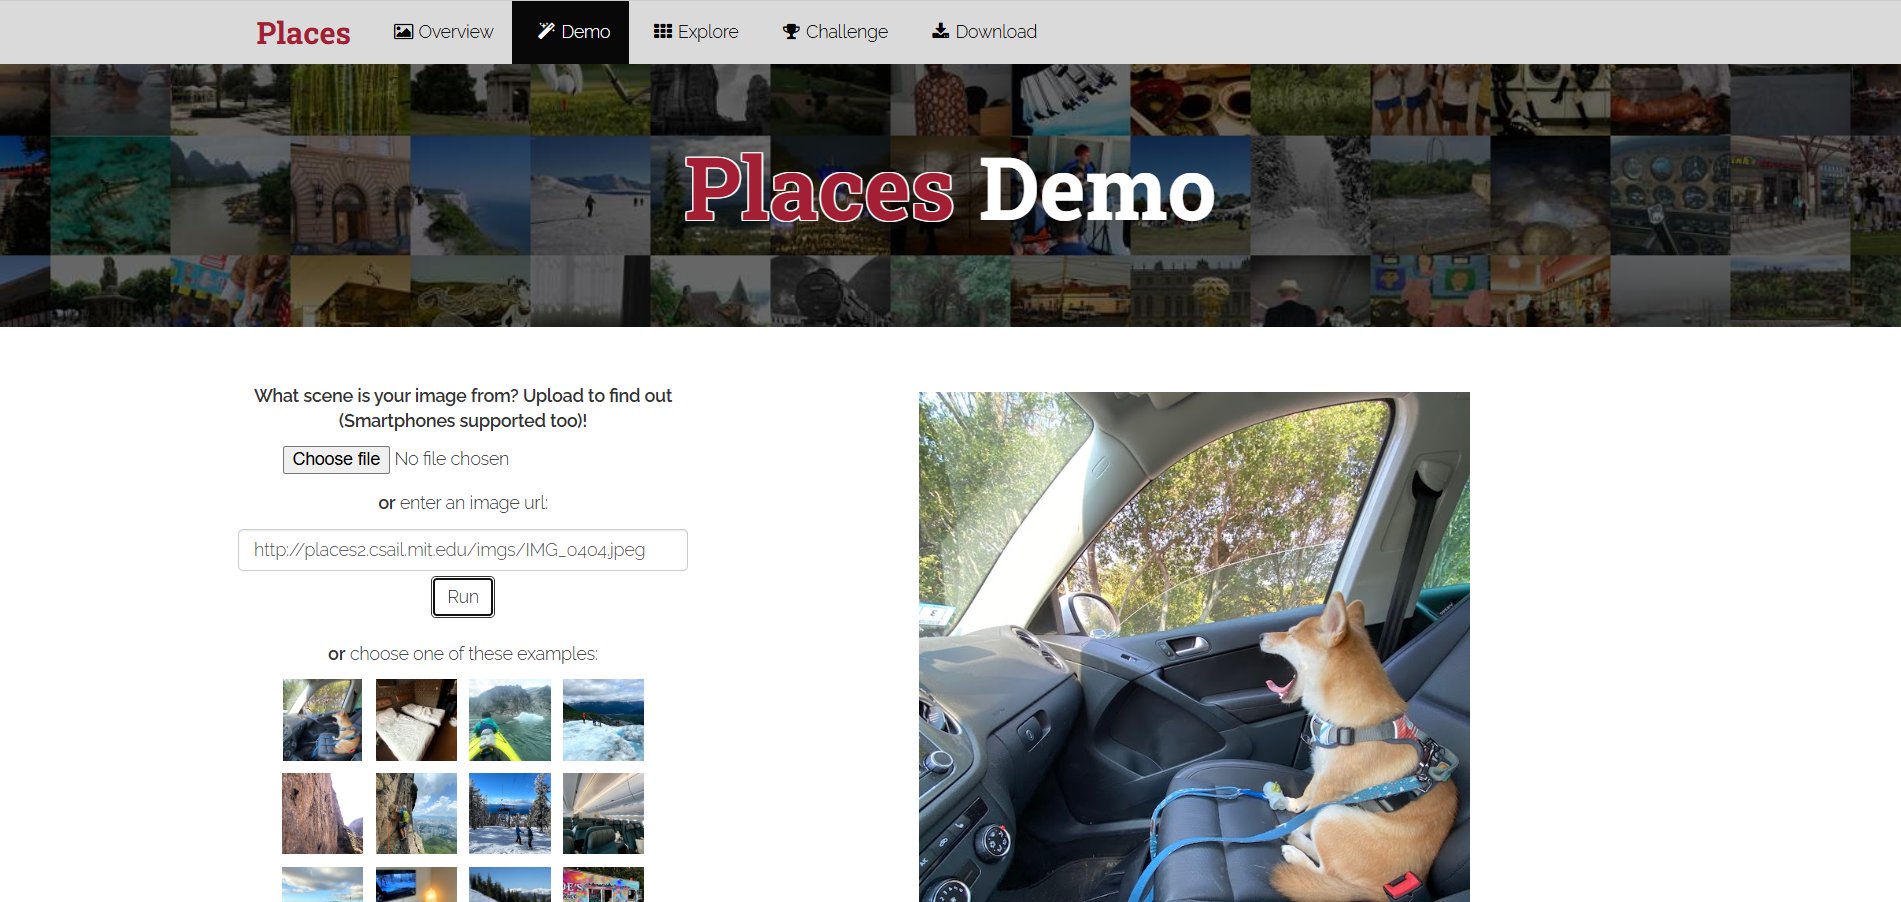 Places
Overview
Demo
Explore
Challenge
Download
Places Demo
What scene is your image from? Upload to find out
(Smartphones supported too)!
Choose file No file chosen
or enter an image url:
http://places2.csail.mit.edu/imgs/IMG_0404.jpeg
Run
or choose one of these examples: